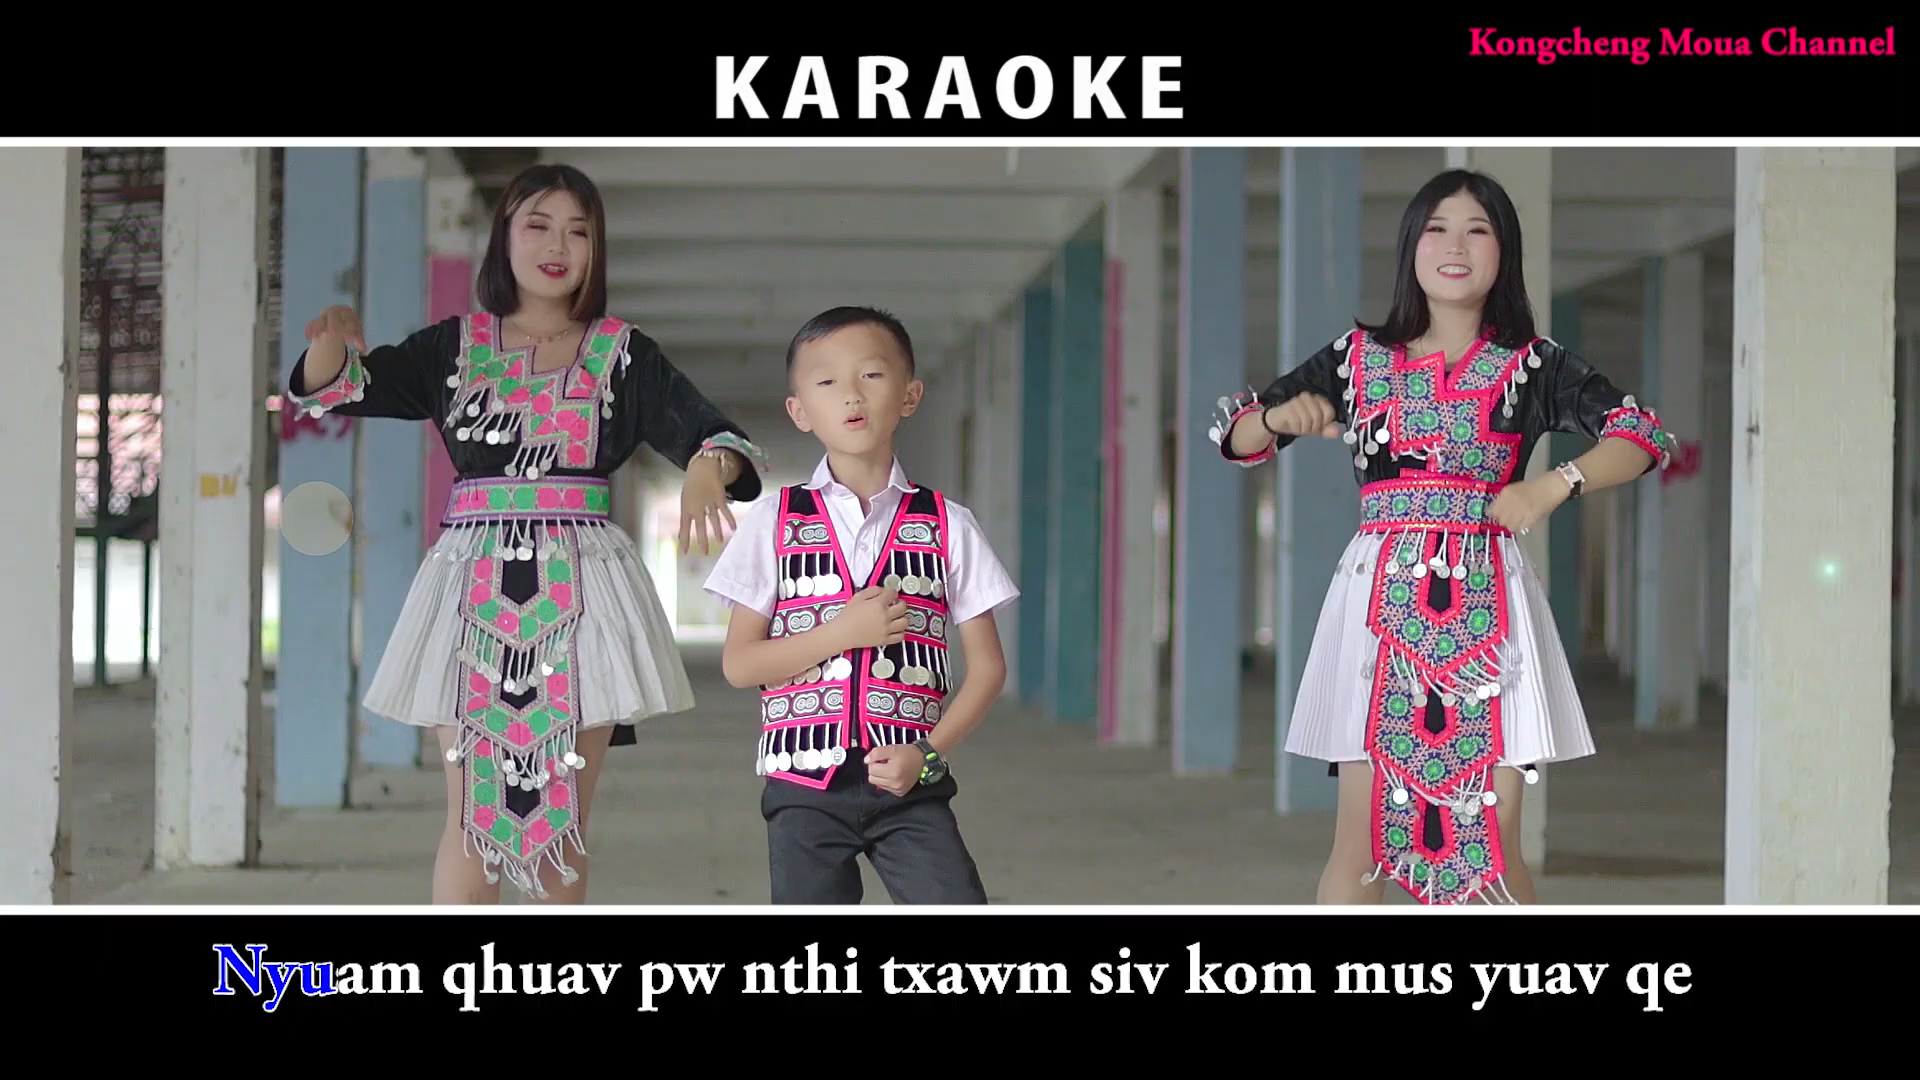 Kongcheng Moua Channel
KARAOKE
Nyuam qhuav pw nthi txawm siv kom mus yuav qe